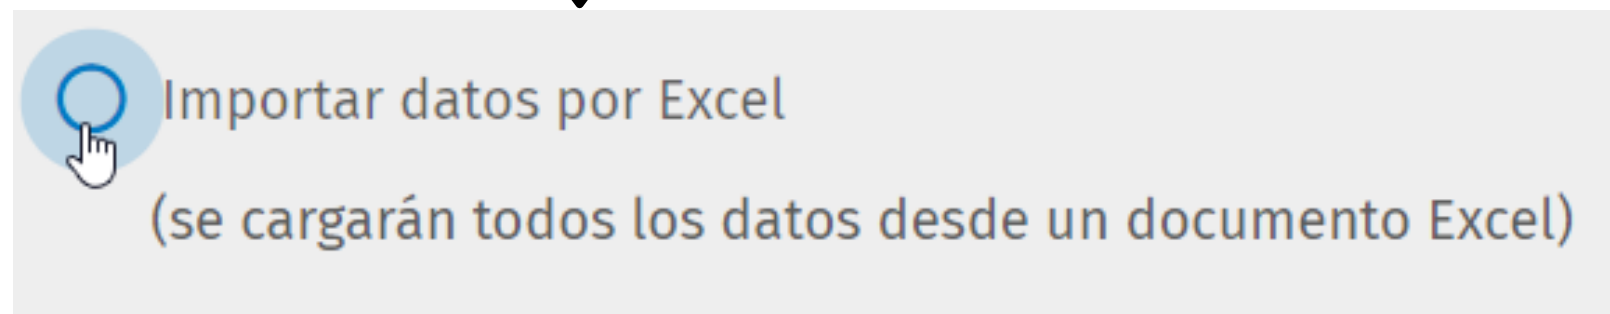 Importar datos por Excel
(se cargarán todos los datos desde un documento Excel)